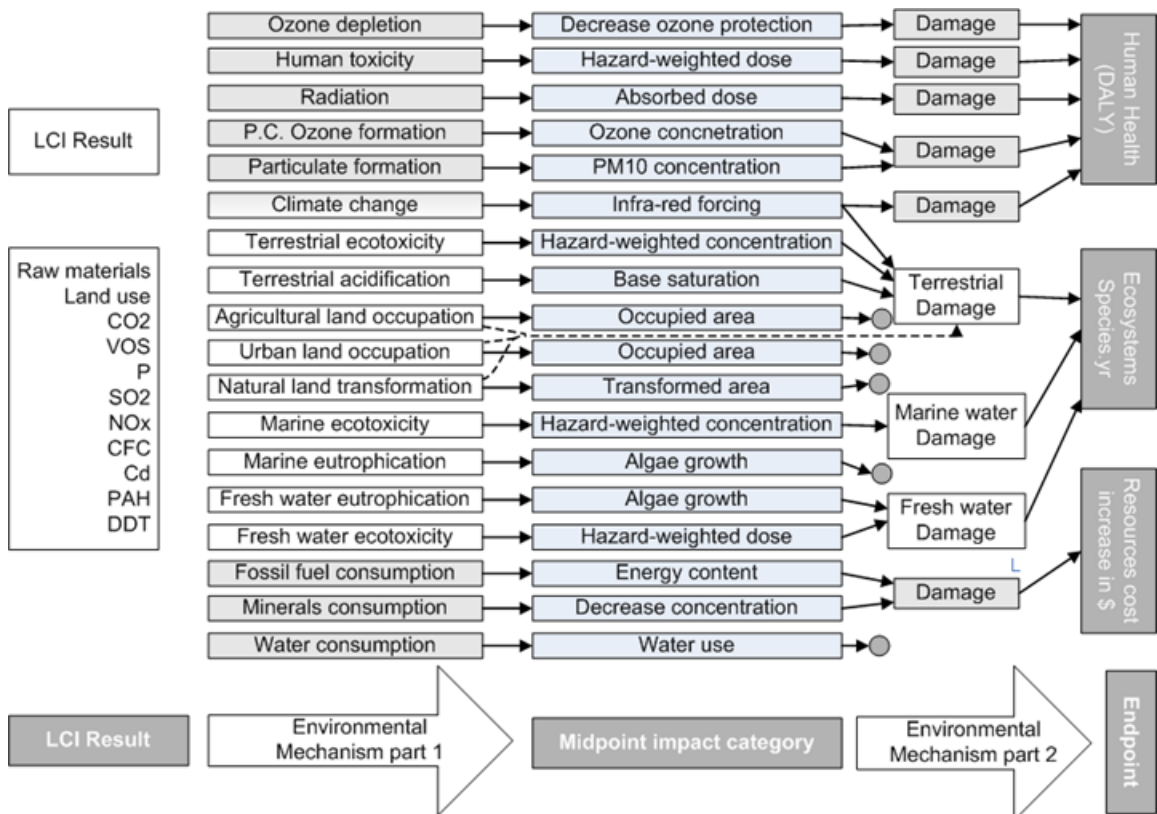 Ozone depletion
Decrease ozone protection
Damage
Human toxicity
Hazard-weighted dose
Damage
Radiation
Absorbed dose
Damage
P.C. Ozone formation
Ozone concnetration
Damage
Particulate formation
PM10 concentration
Climate change
Infra-red forcing
Damage
Human Health
(DALY)
LCI Result
Raw materials
Land use
CO2
VOS
P
SO2
NOx
CFC
Cd
PAH
DDT
Terrestrial ecotoxicity
Hazard-weighted concentration
Terrestrial acidification
Base saturation
Terrestrial
Damage
Agricultural land occupation
Occupied area
Urban land occupation
Occupied area
Natural land transformation
Transformed area
Marine ecotoxicity
Hazard-weighted concentration
Marine water
Damage
Marine eutrophication
Algae growth
Fresh water eutrophication
Algae growth
Fresh water
Damage
Fresh water ecotoxicity
Hazard-weighted dose
Ecosystems
Species.yr
Fossil fuel consumption
Energy content
L
Damage
Minerals consumption
Decrease concentration
Water consumption
Water use
Resources cost
increase in $
LCI Result
Environmental
Mechanism part 1
Midpoint impact category
Environmental
Mechanism part 2
Endpoint